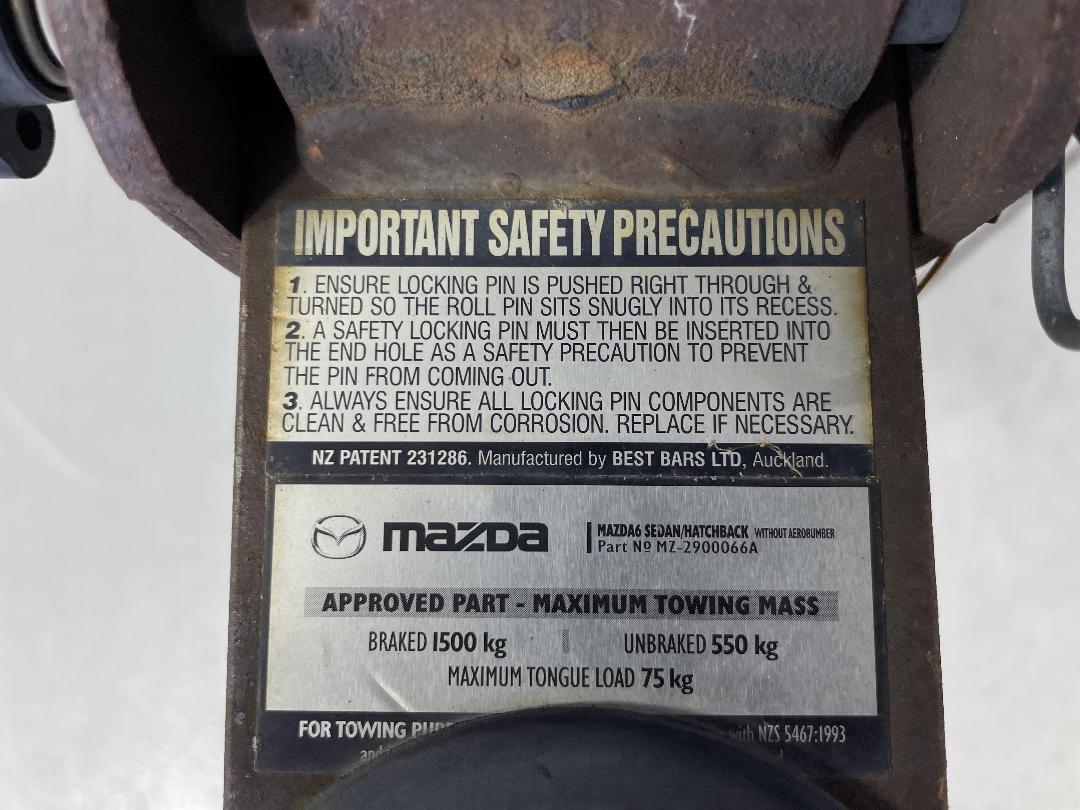 IMPORTANT SAFETY PRECAUTIONS
1. ENSURE LOCKING PIN IS PUSHED RIGHT THROUGH &
TURNED SO THE ROLL PIN SITS SNUGLY INTO ITS RECESS.
2. A SAFETY LOCKING PIN MUST THEN BE INSERTED INTO
THE END HOLE AS A SAFETY PRECAUTION TO PREVENT
THE PIN FROM COMING OUT.
3. ALWAYS ENSURE ALL LOCKING PIN COMPONENTS ARE
CLEAN & FREE FROM CORROSION. REPLACE IF NECESSARY.
NZ PATENT 231286. Manufactured by BEST BARS LTD, Auckland.
mazda
MAZDA6 SEDAN/HATCHBACK WITHOUT AEROBUMBER
Part No MZ-2900066A
APPROVED PART - MAXIMUM TOWING MASS
BRAKED 1500 kg UNBRAKED 550 kg
MAXIMUM TONGUE LOAD 75 kg
FOR TOWING with NZS 5467:1993